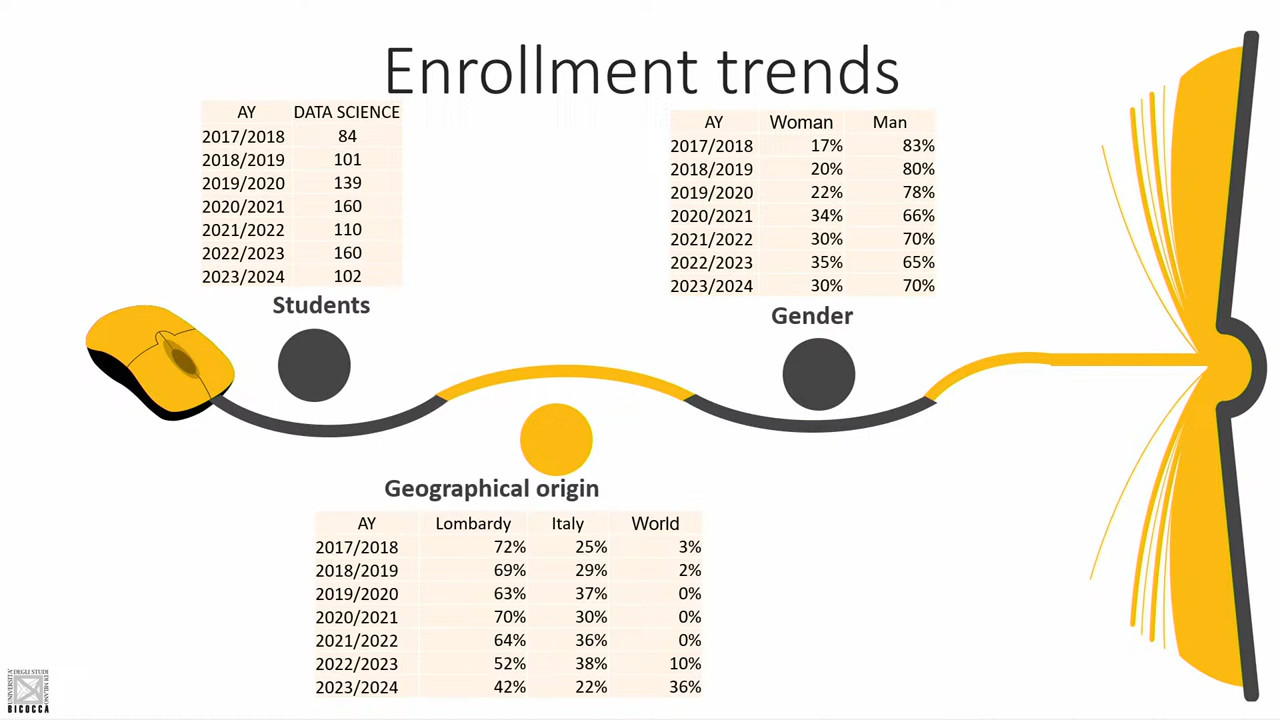 Enrollment trends
AY DATA SCIENCE
2017/2018 84
2018/2019 101
2019/2020 139
2020/2021 160
2021/2022 110
2022/2023 160
2023/2024 102
Students
AY Woman Man
2017/2018 17% 83%
2018/2019 20% 80%
2019/2020 22% 78%
2020/2021 34% 66%
2021/2022 30% 70%
2022/2023 35% 65%
2023/2024 30% 70%
Gender
Geographical origin
AY Lombardy Italy World
2017/2018 72% 25% 3%
2018/2019 69% 29% 2%
2019/2020 63% 37% 0%
2020/2021 70% 30% 0%
2021/2022 64% 36% 0%
2022/2023 52% 38% 10%
2023/2024 42% 22% 36%
UNIVERSITA'
DEGLI STUDI
DI MILANO
BICOCCA